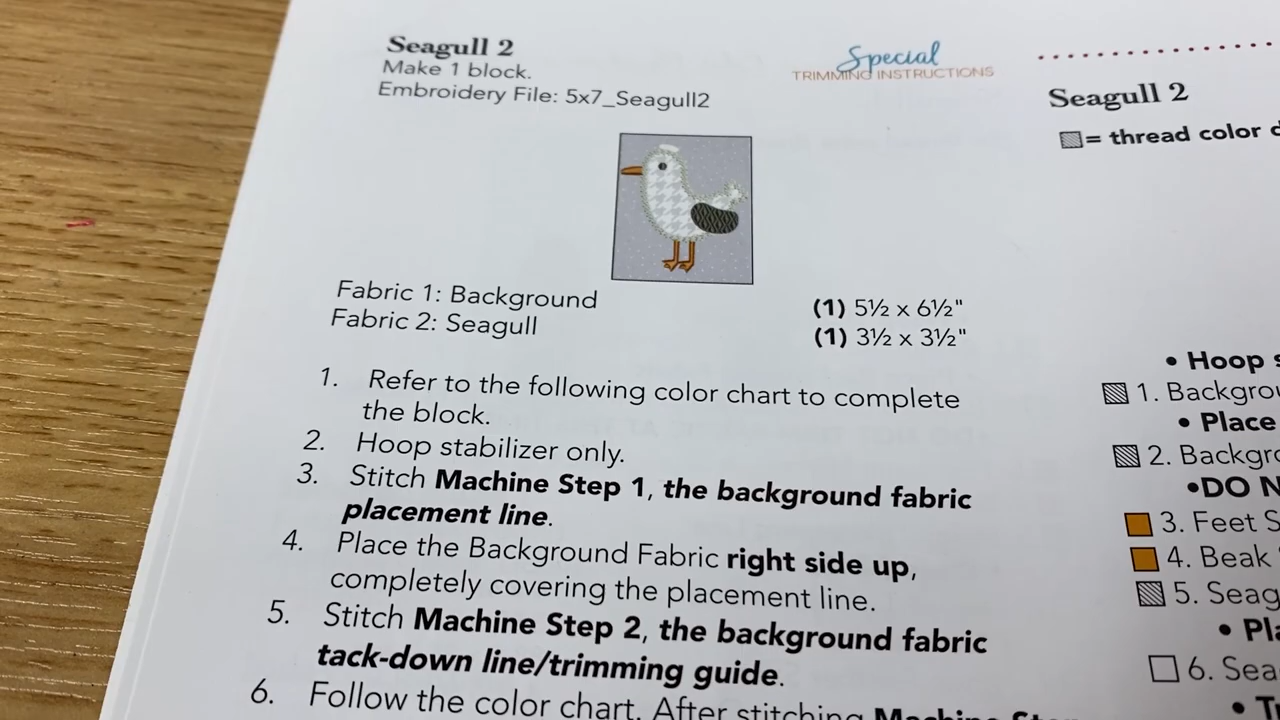 Seagull 2
Make 1 block.
Embroidery File: 5x7_Seagull2
Special
TRIMMING INSTRUCTIONS
Fabric 1: Background (1) 5½ x 6½"
Fabric 2: Seagull (1) 3½ x 3½"
1. Refer to the following color chart to complete
the block.
2. Hoop stabilizer only.
3. Stitch Machine Step 1, the background fabric
placement line.
4. Place the Background Fabric right side up,
completely covering the placement line.
5. Stitch Machine Step 2, the background fabric
tack-down line/trimming guide.
6. Follow the color chart. After stitching Machine Step
Seagull 2
= thread color
• Hoop
1. Backgrou
• Place
2. Backgr
•DO N
3. Feet S
4. Beak
5. Seag
• Pla
6. Sea